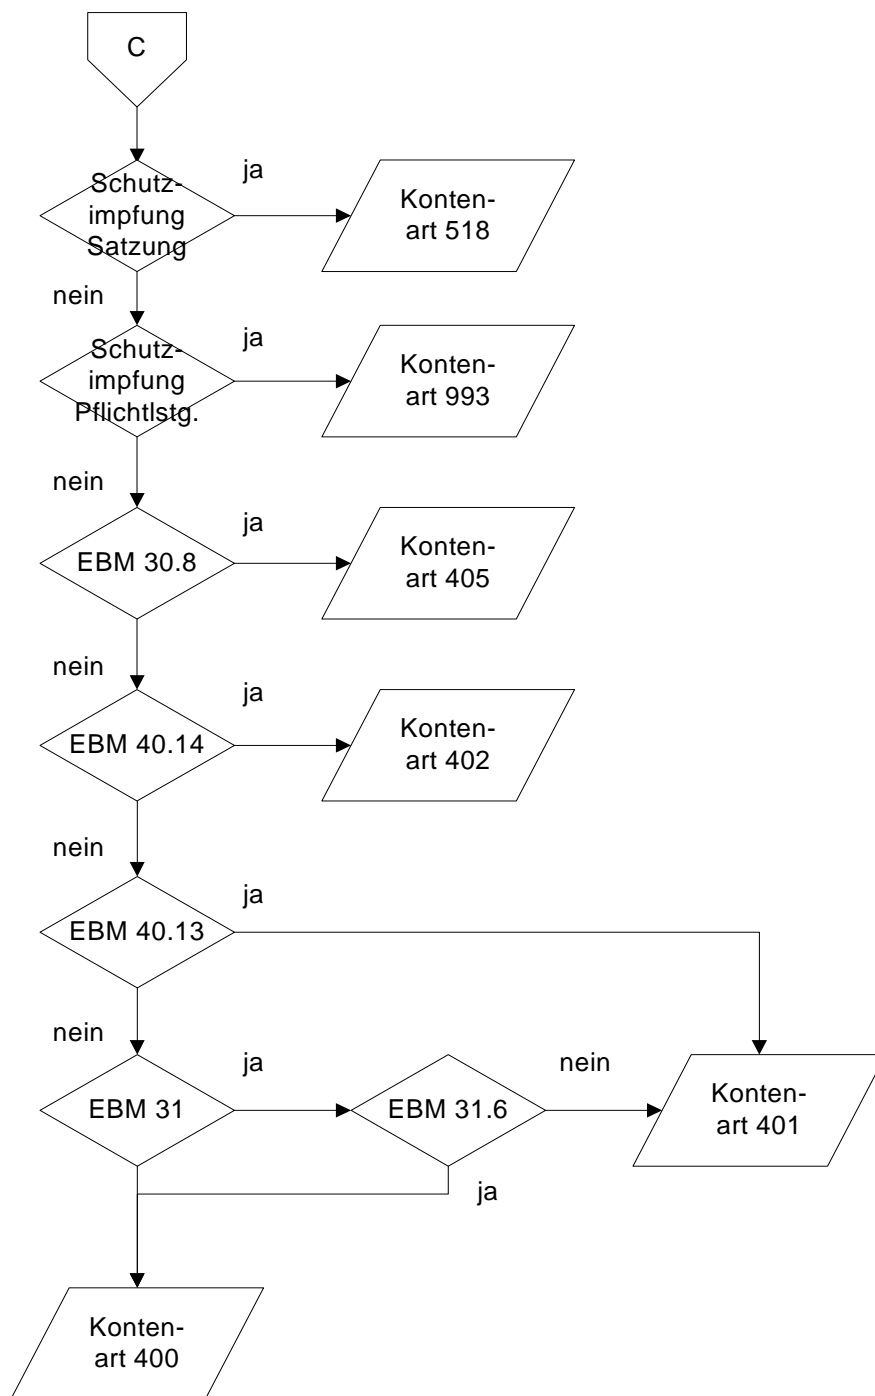 C
Schutz-
impfung
Satzung
ja
Konten-
art 518
nein
Schutz-
impfung
Pflichtlstg.
ja
Konten-
art 993
nein
EBM 30.8
ja
Konten-
art 405
nein
EBM 40.14
ja
Konten-
art 402
nein
EBM 40.13
ja
nein
EBM 31
ja
EBM 31.6
nein
Konten-
art 401
ja
Konten-
art 400